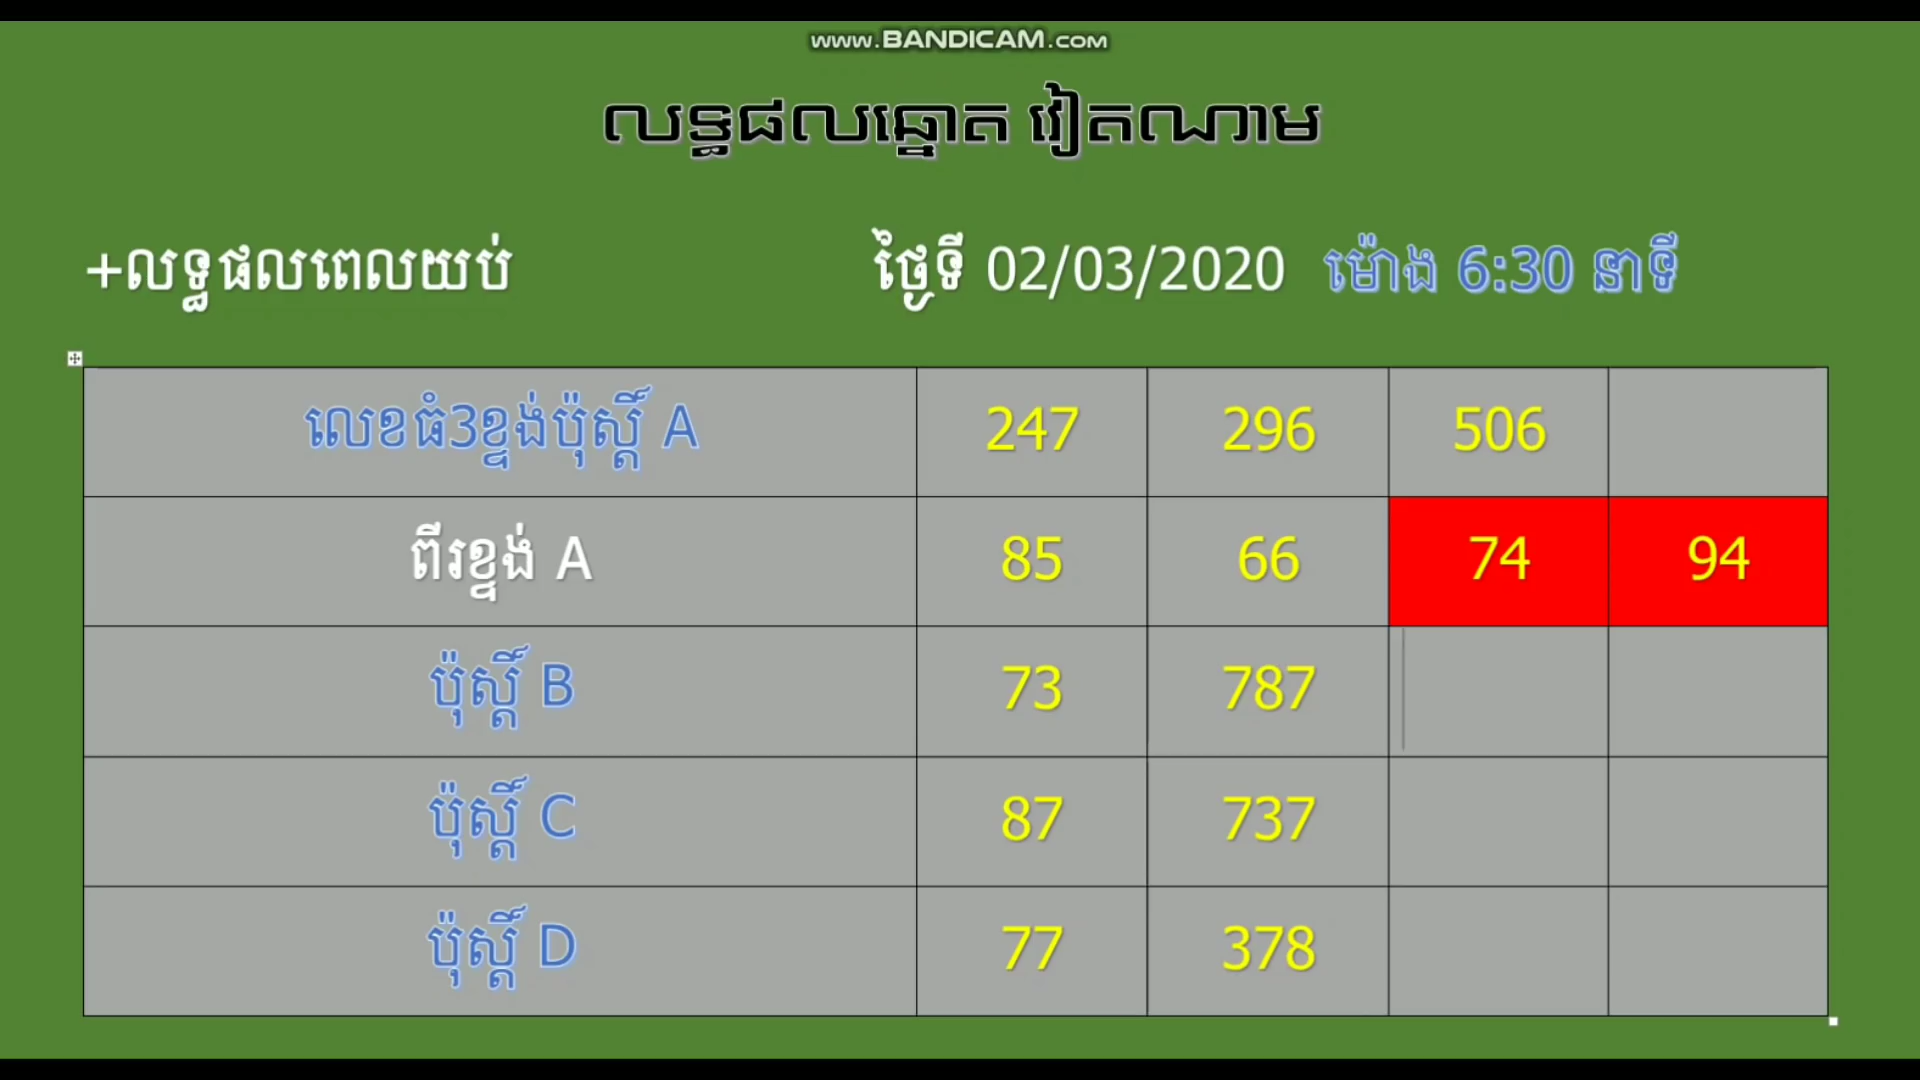 www.BANDICAM.com
លទ្ធផលឆ្នោត វៀតណាម
+លទ្ធផលពេលយប់ ថ្ងៃទី 02/03/2020 ម៉ោង 6:30 នាទី
លេខធំ3ខ្ទង់ប៉ុស្តិ៍ A 247 296 506
ពីរខ្ទង់ A 85 66 74 94
ប៉ុស្តិ៍ B 73 787
ប៉ុស្តិ៍ C 87 737
ប៉ុស្តិ៍ D 77 378